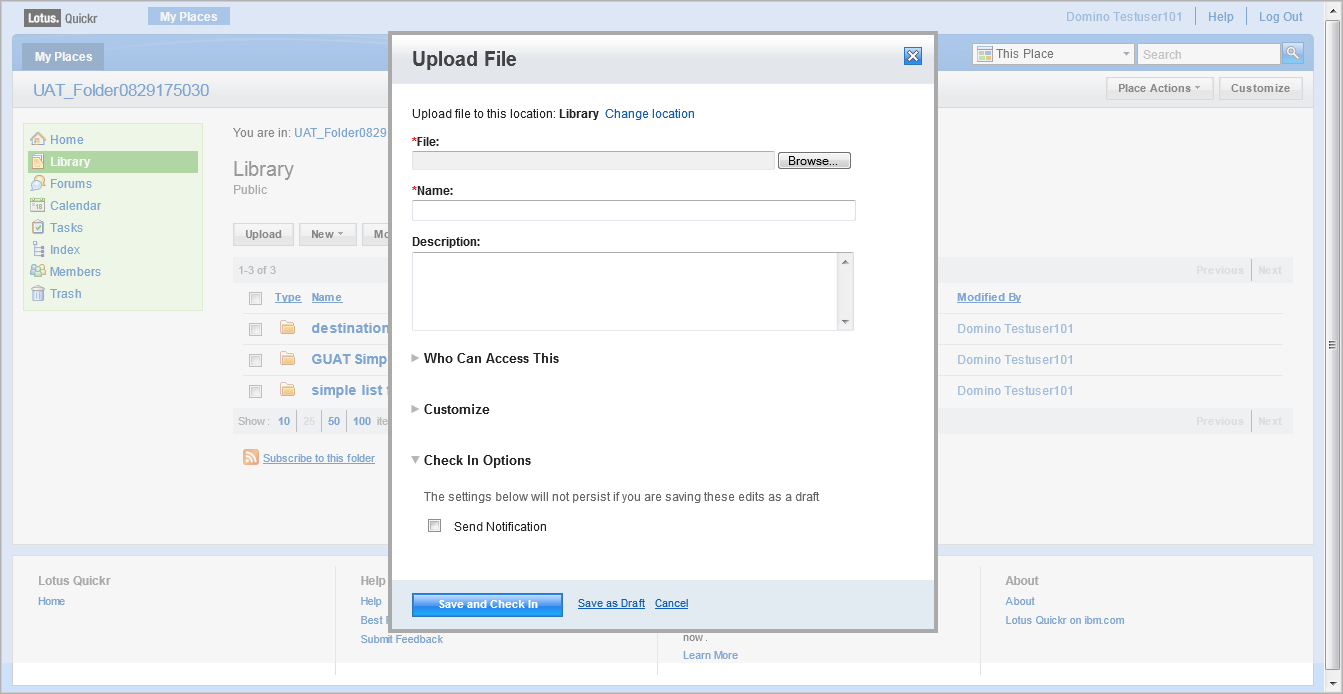 Lotus. Quickr
My Places
Domino Testuser101
Help
Log Out
My Places
This Place
Search
UAT_Folder0829175030
Place Actions
Customize
Home
Library
Forums
Calendar
Tasks
Index
Members
Trash
You are in: UAT_Folder0829
Library
Public
Upload
New
Mo
1-3 of 3
Previous
Next
Type
Name
Modified By
destination
Domino Testuser101
GUAT Simp
Domino Testuser101
simple list
Domino Testuser101
Show: 10 25 50 100 ite
Previous
Next
Subscribe to this folder
Upload File
Upload file to this location: Library Change location
*File:
Browse...
*Name:
Description:
Who Can Access This
Customize
Check In Options
The settings below will not persist if you are saving these edits as a draft
Send Notification
Save and Check In
Save as Draft
Cancel
Lotus Quickr
Home
Help
Help
Best
Submit Feedback
now .
Learn More
About
About
Lotus Quickr on ibm.com